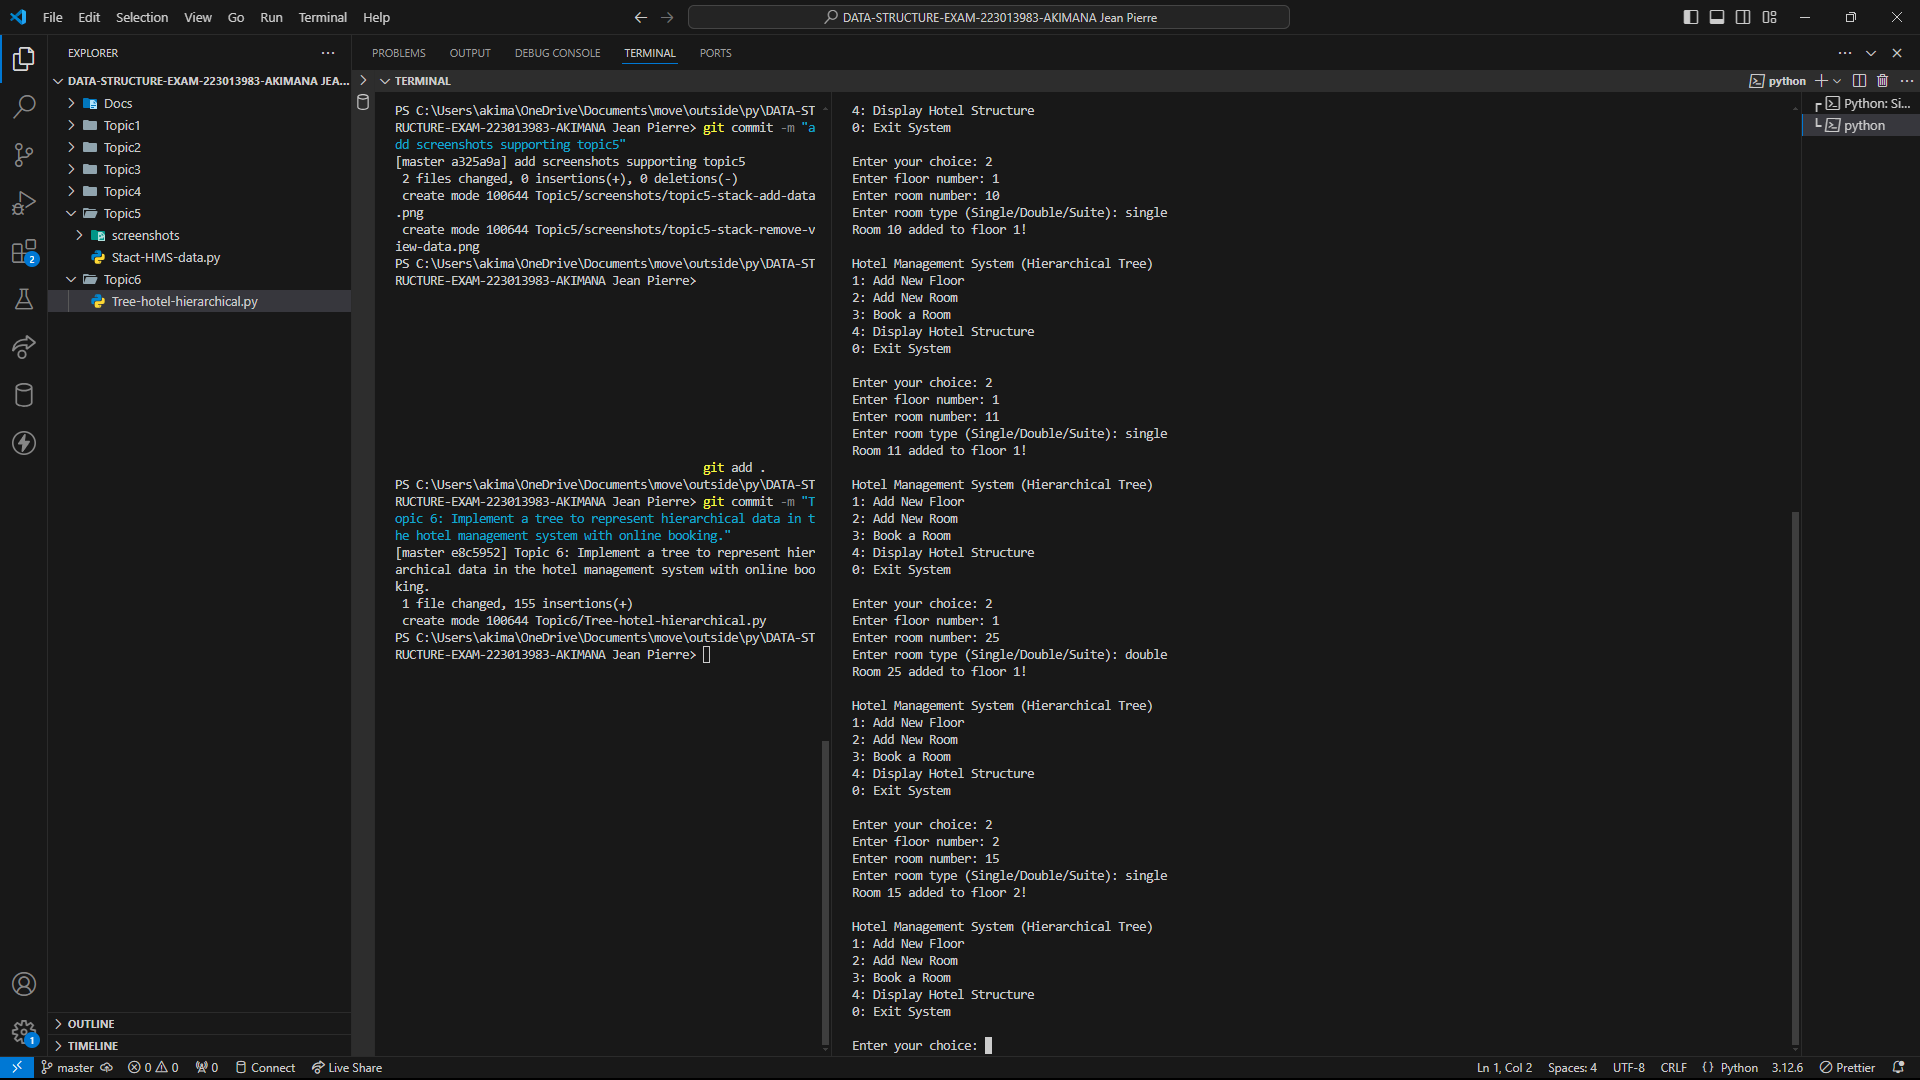 File Edit Selection View Go Run Terminal Help
DATA-STRUCTURE-EXAM-223013983-AKIMANA Jean Pierre
EXPLORER
DATA-STRUCTURE-EXAM-223013983-AKIMANA JEA...
Docs
Topic1
Topic2
Topic3
Topic4
Topic5
screenshots
Stact-HMS-data.py
Topic6
Tree-hotel-hierarchical.py
OUTLINE
TIMELINE
2
1
PROBLEMS OUTPUT DEBUG CONSOLE TERMINAL PORTS
TERMINAL
python
PS C:\Users\akima\OneDrive\Documents\move\outside\py\DATA-ST
RUCTURE-EXAM-223013983-AKIMANA Jean Pierre> git commit -m "a
dd screenshots supporting topic5"
[master a325a9a] add screenshots supporting topic5
2 files changed, 0 insertions(+), 0 deletions(-)
create mode 100644 Topic5/screenshots/topic5-stack-add-data
.png
create mode 100644 Topic5/screenshots/topic5-stack-remove-v
iew-data.png
PS C:\Users\akima\OneDrive\Documents\move\outside\py\DATA-ST
RUCTURE-EXAM-223013983-AKIMANA Jean Pierre>
git add .
PS C:\Users\akima\OneDrive\Documents\move\outside\py\DATA-ST
RUCTURE-EXAM-223013983-AKIMANA Jean Pierre> git commit -m "T
opic 6: Implement a tree to represent hierarchical data in t
he hotel management system with online booking."
[master e8c5952] Topic 6: Implement a tree to represent hier
archical data in the hotel management system with online boo
king.
1 file changed, 155 insertions(+)
create mode 100644 Topic6/Tree-hotel-hierarchical.py
PS C:\Users\akima\OneDrive\Documents\move\outside\py\DATA-ST
RUCTURE-EXAM-223013983-AKIMANA Jean Pierre>
4: Display Hotel Structure
0: Exit System
Enter your choice: 2
Enter floor number: 1
Enter room number: 10
Enter room type (Single/Double/Suite): single
Room 10 added to floor 1!
Hotel Management System (Hierarchical Tree)
1: Add New Floor
2: Add New Room
3: Book a Room
4: Display Hotel Structure
0: Exit System
Enter your choice: 2
Enter floor number: 1
Enter room number: 11
Enter room type (Single/Double/Suite): single
Room 11 added to floor 1!
Hotel Management System (Hierarchical Tree)
1: Add New Floor
2: Add New Room
3: Book a Room
4: Display Hotel Structure
0: Exit System
Enter your choice: 2
Enter floor number: 1
Enter room number: 25
Enter room type (Single/Double/Suite): double
Room 25 added to floor 1!
Hotel Management System (Hierarchical Tree)
1: Add New Floor
2: Add New Room
3: Book a Room
4: Display Hotel Structure
0: Exit System
Enter your choice: 2
Enter floor number: 2
Enter room number: 15
Enter room type (Single/Double/Suite): single
Room 15 added to floor 2!
Hotel Management System (Hierarchical Tree)
1: Add New Floor
2: Add New Room
3: Book a Room
4: Display Hotel Structure
0: Exit System
Enter your choice:
Python: Si...
python
master 0 0 0 Connect Live Share Ln 1, Col 2 Spaces: 4 UTF-8 CRLF {} Python 3.12.6 Prettier